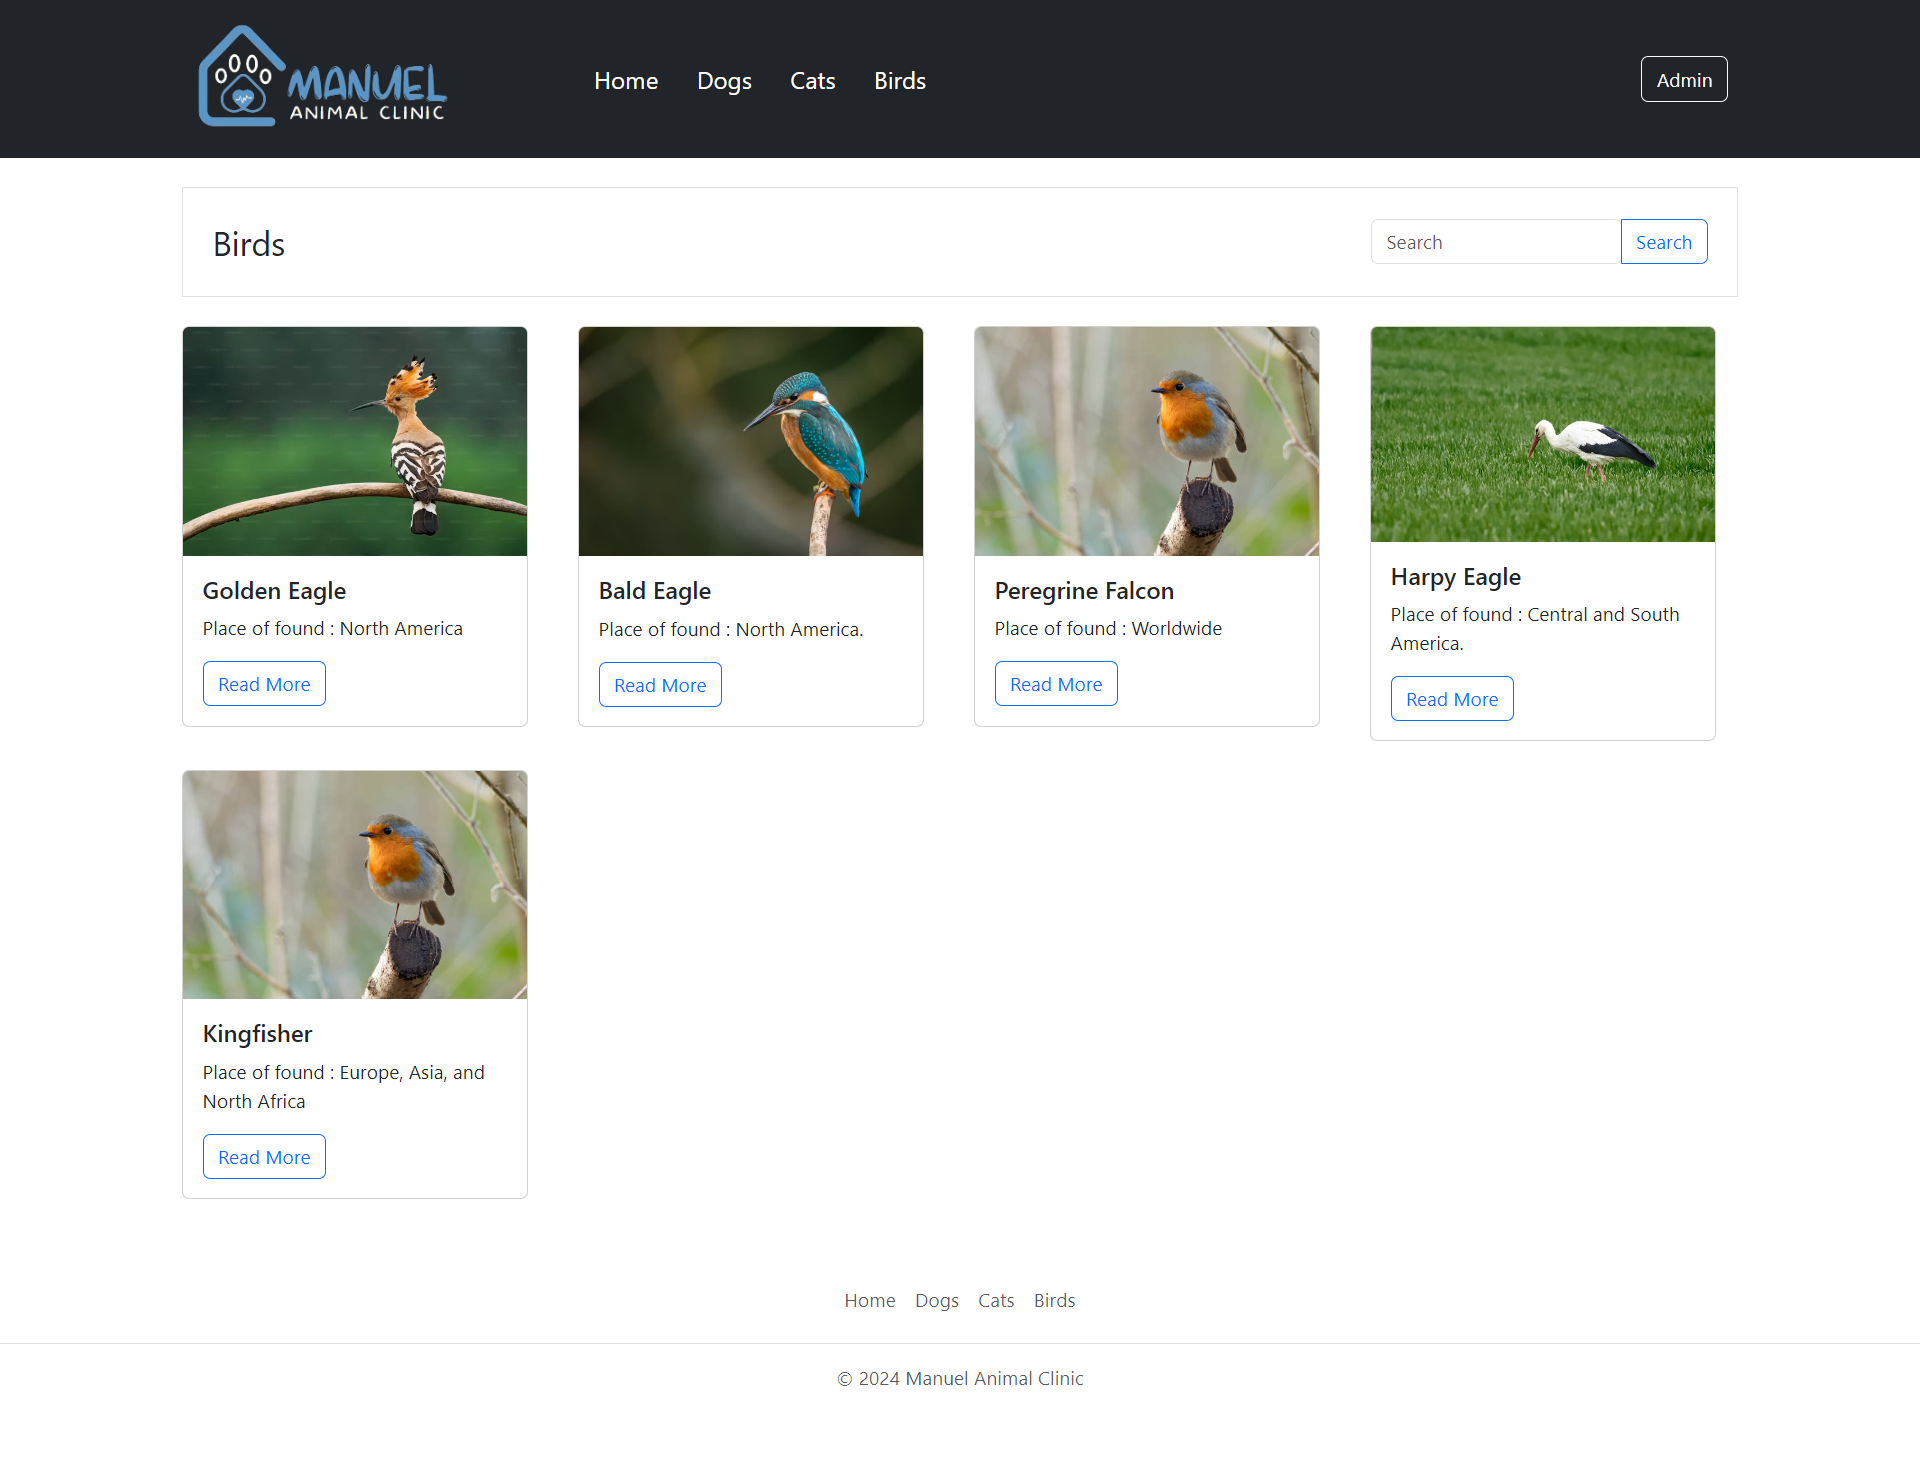 MANUEL
ANIMAL CLINIC
Home Dogs Cats Birds
Admin
Birds
Search Search
Golden Eagle
Place of found : North America
Read More
Bald Eagle
Place of found : North America.
Read More
Peregrine Falcon
Place of found : Worldwide
Read More
Harpy Eagle
Place of found : Central and South
America.
Read More
Kingfisher
Place of found : Europe, Asia, and
North Africa
Read More
Home Dogs Cats Birds
© 2024 Manuel Animal Clinic